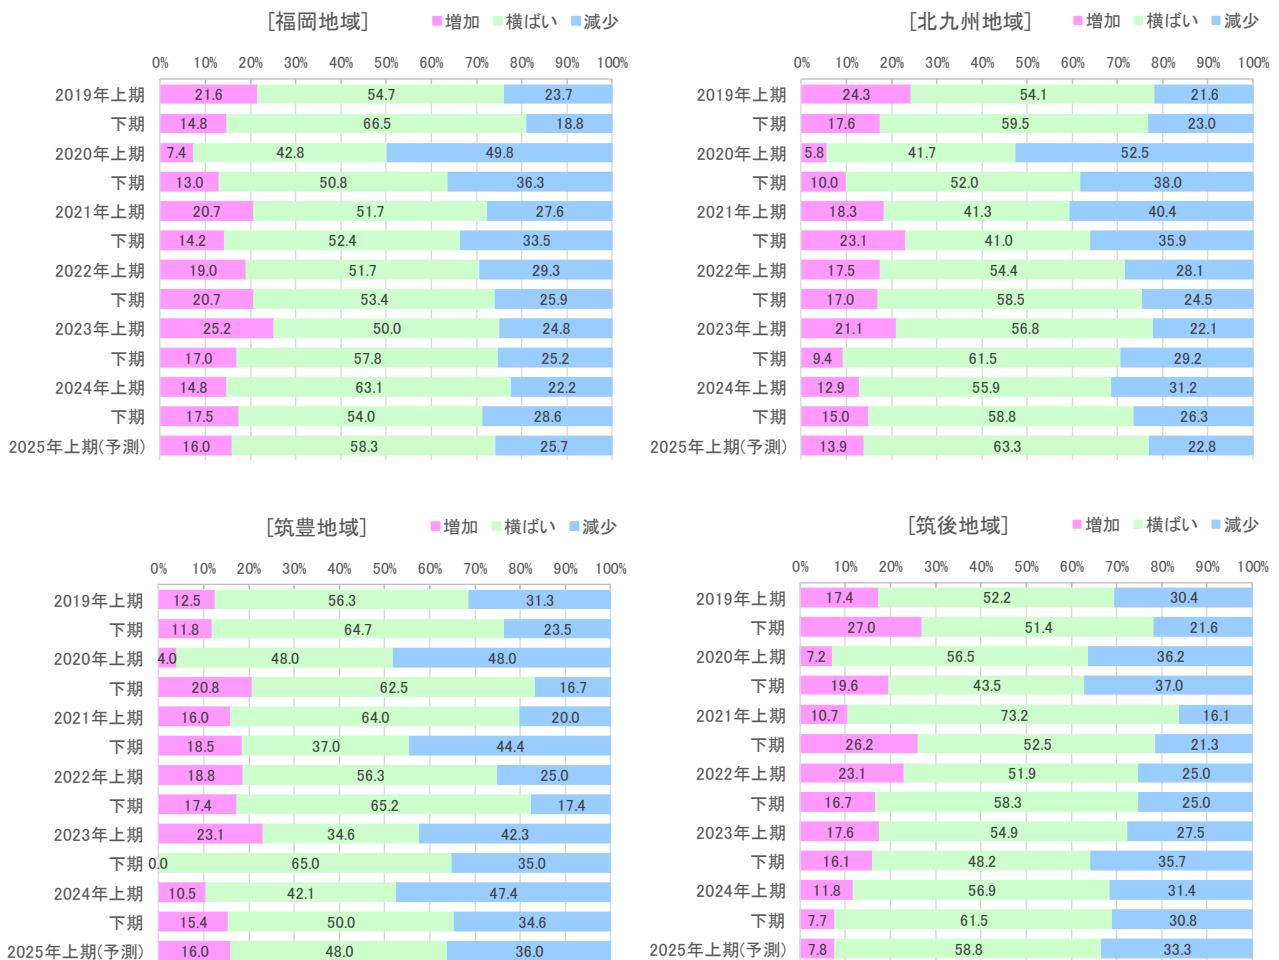 [福岡地域] 増加 横ばい 減少
0% 10% 20% 30% 40% 50% 60% 70% 80% 90% 100%
2019年上期 21.6 54.7 23.7
下期 14.8 66.5 18.8
2020年上期 7.4 42.8 49.8
下期 13.0 50.8 36.3
2021年上期 20.7 51.7 27.6
下期 14.2 52.4 33.5
2022年上期 19.0 51.7 29.3
下期 20.7 53.4 25.9
2023年上期 25.2 50.0 24.8
下期 17.0 57.8 25.2
2024年上期 14.8 63.1 22.2
下期 17.5 54.0 28.6
2025年上期(予測) 16.0 58.3 25.7
[北九州地域] 増加 横ばい 減少
0% 10% 20% 30% 40% 50% 60% 70% 80% 90% 100%
2019年上期 24.3 54.1 21.6
下期 17.6 59.5 23.0
2020年上期 5.8 41.7 52.5
下期 10.0 52.0 38.0
2021年上期 18.3 41.3 40.4
下期 23.1 41.0 35.9
2022年上期 17.5 54.4 28.1
下期 17.0 58.5 24.5
2023年上期 21.1 56.8 22.1
下期 9.4 61.5 29.2
2024年上期 12.9 55.9 31.2
下期 15.0 58.8 26.3
2025年上期(予測) 13.9 63.3 22.8
[筑豊地域] 増加 横ばい 減少
0% 10% 20% 30% 40% 50% 60% 70% 80% 90% 100%
2019年上期 12.5 56.3 31.3
下期 11.8 64.7 23.5
2020年上期 4.0 48.0 48.0
下期 20.8 62.5 16.7
2021年上期 16.0 64.0 20.0
下期 18.5 37.0 44.4
2022年上期 18.8 56.3 25.0
下期 17.4 65.2 17.4
2023年上期 23.1 34.6 42.3
下期 0.0 65.0 35.0
2024年上期 10.5 42.1 47.4
下期 15.4 50.0 34.6
2025年上期(予測) 16.0 48.0 36.0
[筑後地域] 増加 横ばい 減少
0% 10% 20% 30% 40% 50% 60% 70% 80% 90% 100%
2019年上期 17.4 52.2 30.4
下期 27.0 51.4 21.6
2020年上期 7.2 56.5 36.2
下期 19.6 43.5 37.0
2021年上期 10.7 73.2 16.1
下期 26.2 52.5 21.3
2022年上期 23.1 51.9 25.0
下期 16.7 58.3 25.0
2023年上期 17.6 54.9 27.5
下期 16.1 48.2 35.7
2024年上期 11.8 56.9 31.4
下期 7.7 61.5 30.8
2025年上期(予測) 7.8 58.8 33.3